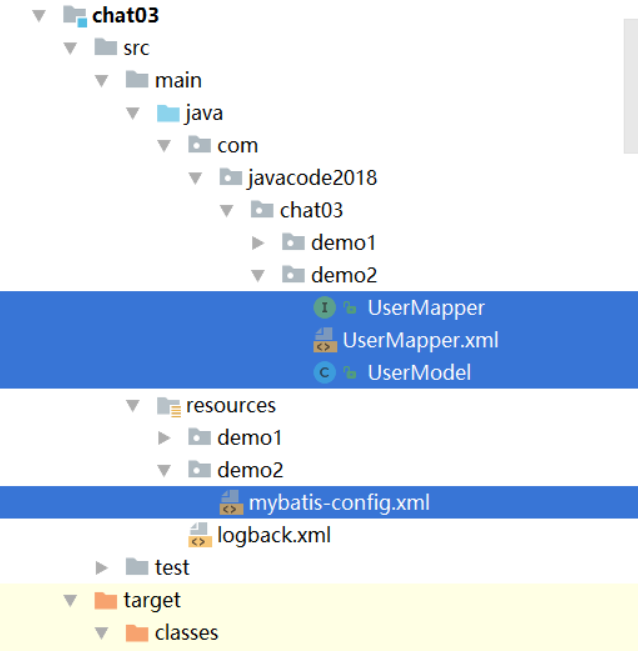 chat03
src
main
java
com
javacode2018
chat03
demo1
demo2
I UserMapper
UserMapper.xml
C UserModel
resources
demo1
demo2
mybatis-config.xml
logback.xml
test
target
classes